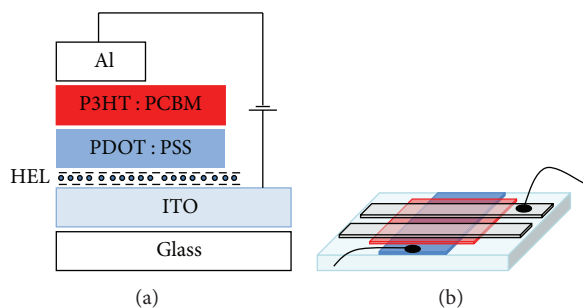 Al
P3HT : PCBM
PDOT : PSS
HEL
ITO
Glass
(a)
(b)